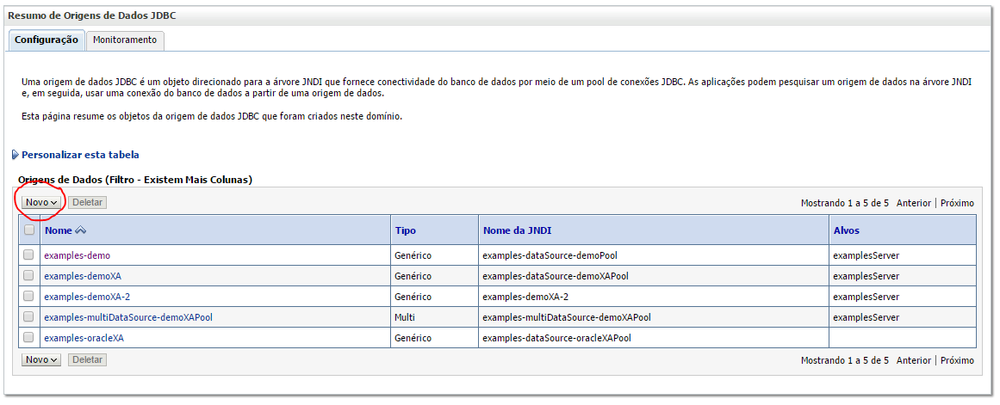 Resumo de Origens de Dados JDBC
Configuração Monitoramento
Uma origem de dados JDBC é um objeto direcionado para a árvore JNDI que fornece conectividade do banco de dados por meio de um pool de conexões JDBC. As aplicações podem pesquisar um origem de dados na árvore JNDI
e, em seguida, usar uma conexão do banco de dados a partir de uma origem de dados.
Esta página resume os objetos da origem de dados JDBC que foram criados neste domínio.
Personalizar esta tabela
Origens de Dados (Filtro - Existem Mais Colunas)
Novo Deletar Mostrando 1 a 5 de 5 Anterior | Próximo
Nome Tipo Nome da JNDI Alvos
examples-demo Genérico examples-dataSource-demoPool examplesServer
examples-demoXA Genérico examples-dataSource-demoXAPool examplesServer
examples-demoXA-2 Genérico examples-demoXA-2 examplesServer
examples-multiDataSource-demoXAPool Multi examples-multiDataSource-demoXAPool examplesServer
examples-oracleXA Genérico examples-dataSource-oracleXAPool
Novo Deletar Mostrando 1 a 5 de 5 Anterior | Próximo